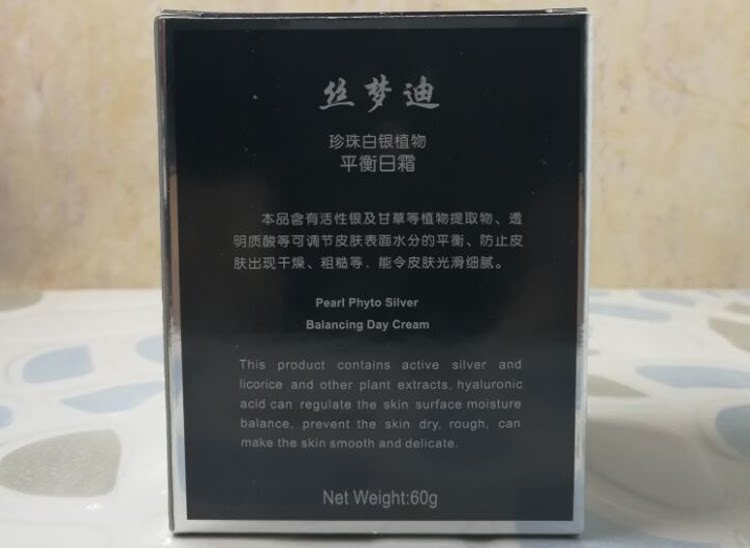 丝梦迪
珍珠白银植物
平衡日霜
本品含有活性银及甘草等植物提取物、透
明质酸等可调节皮肤表面水分的平衡、防止皮
肤出现干燥、粗糙等．能令皮肤光滑细腻。
Pearl Phyto Silver
Balancing Day Cream
This product contains active silver and
licorice and other plant extracts, hyaluronic
acid can regulate the skin surface moisture
balance, prevent the skin dry, rough, can
make the skin smooth and delicate.
Net Weight:60g